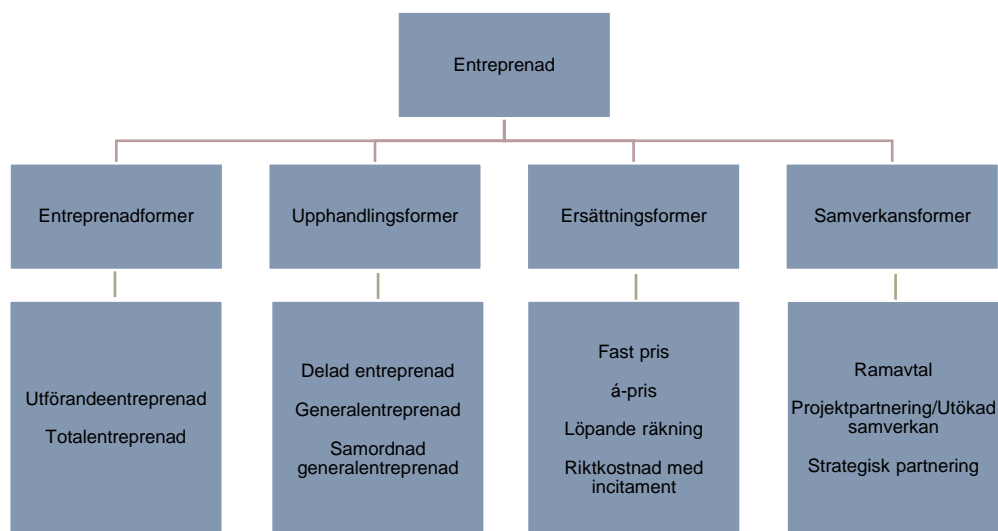 Entreprenad
Entreprenadformer
Upphandlingsformer
Ersättningsformer
Samverkansformer
Utförandeentreprenad
Totalentreprenad
Delad entreprenad
Generalentreprenad
Samordnad
generalentreprenad
Fast pris
á-pris
Löpande räkning
Riktkostnad med
incitament
Ramavtal
Projektpartnering/Utökad
samverkan
Strategisk partnering